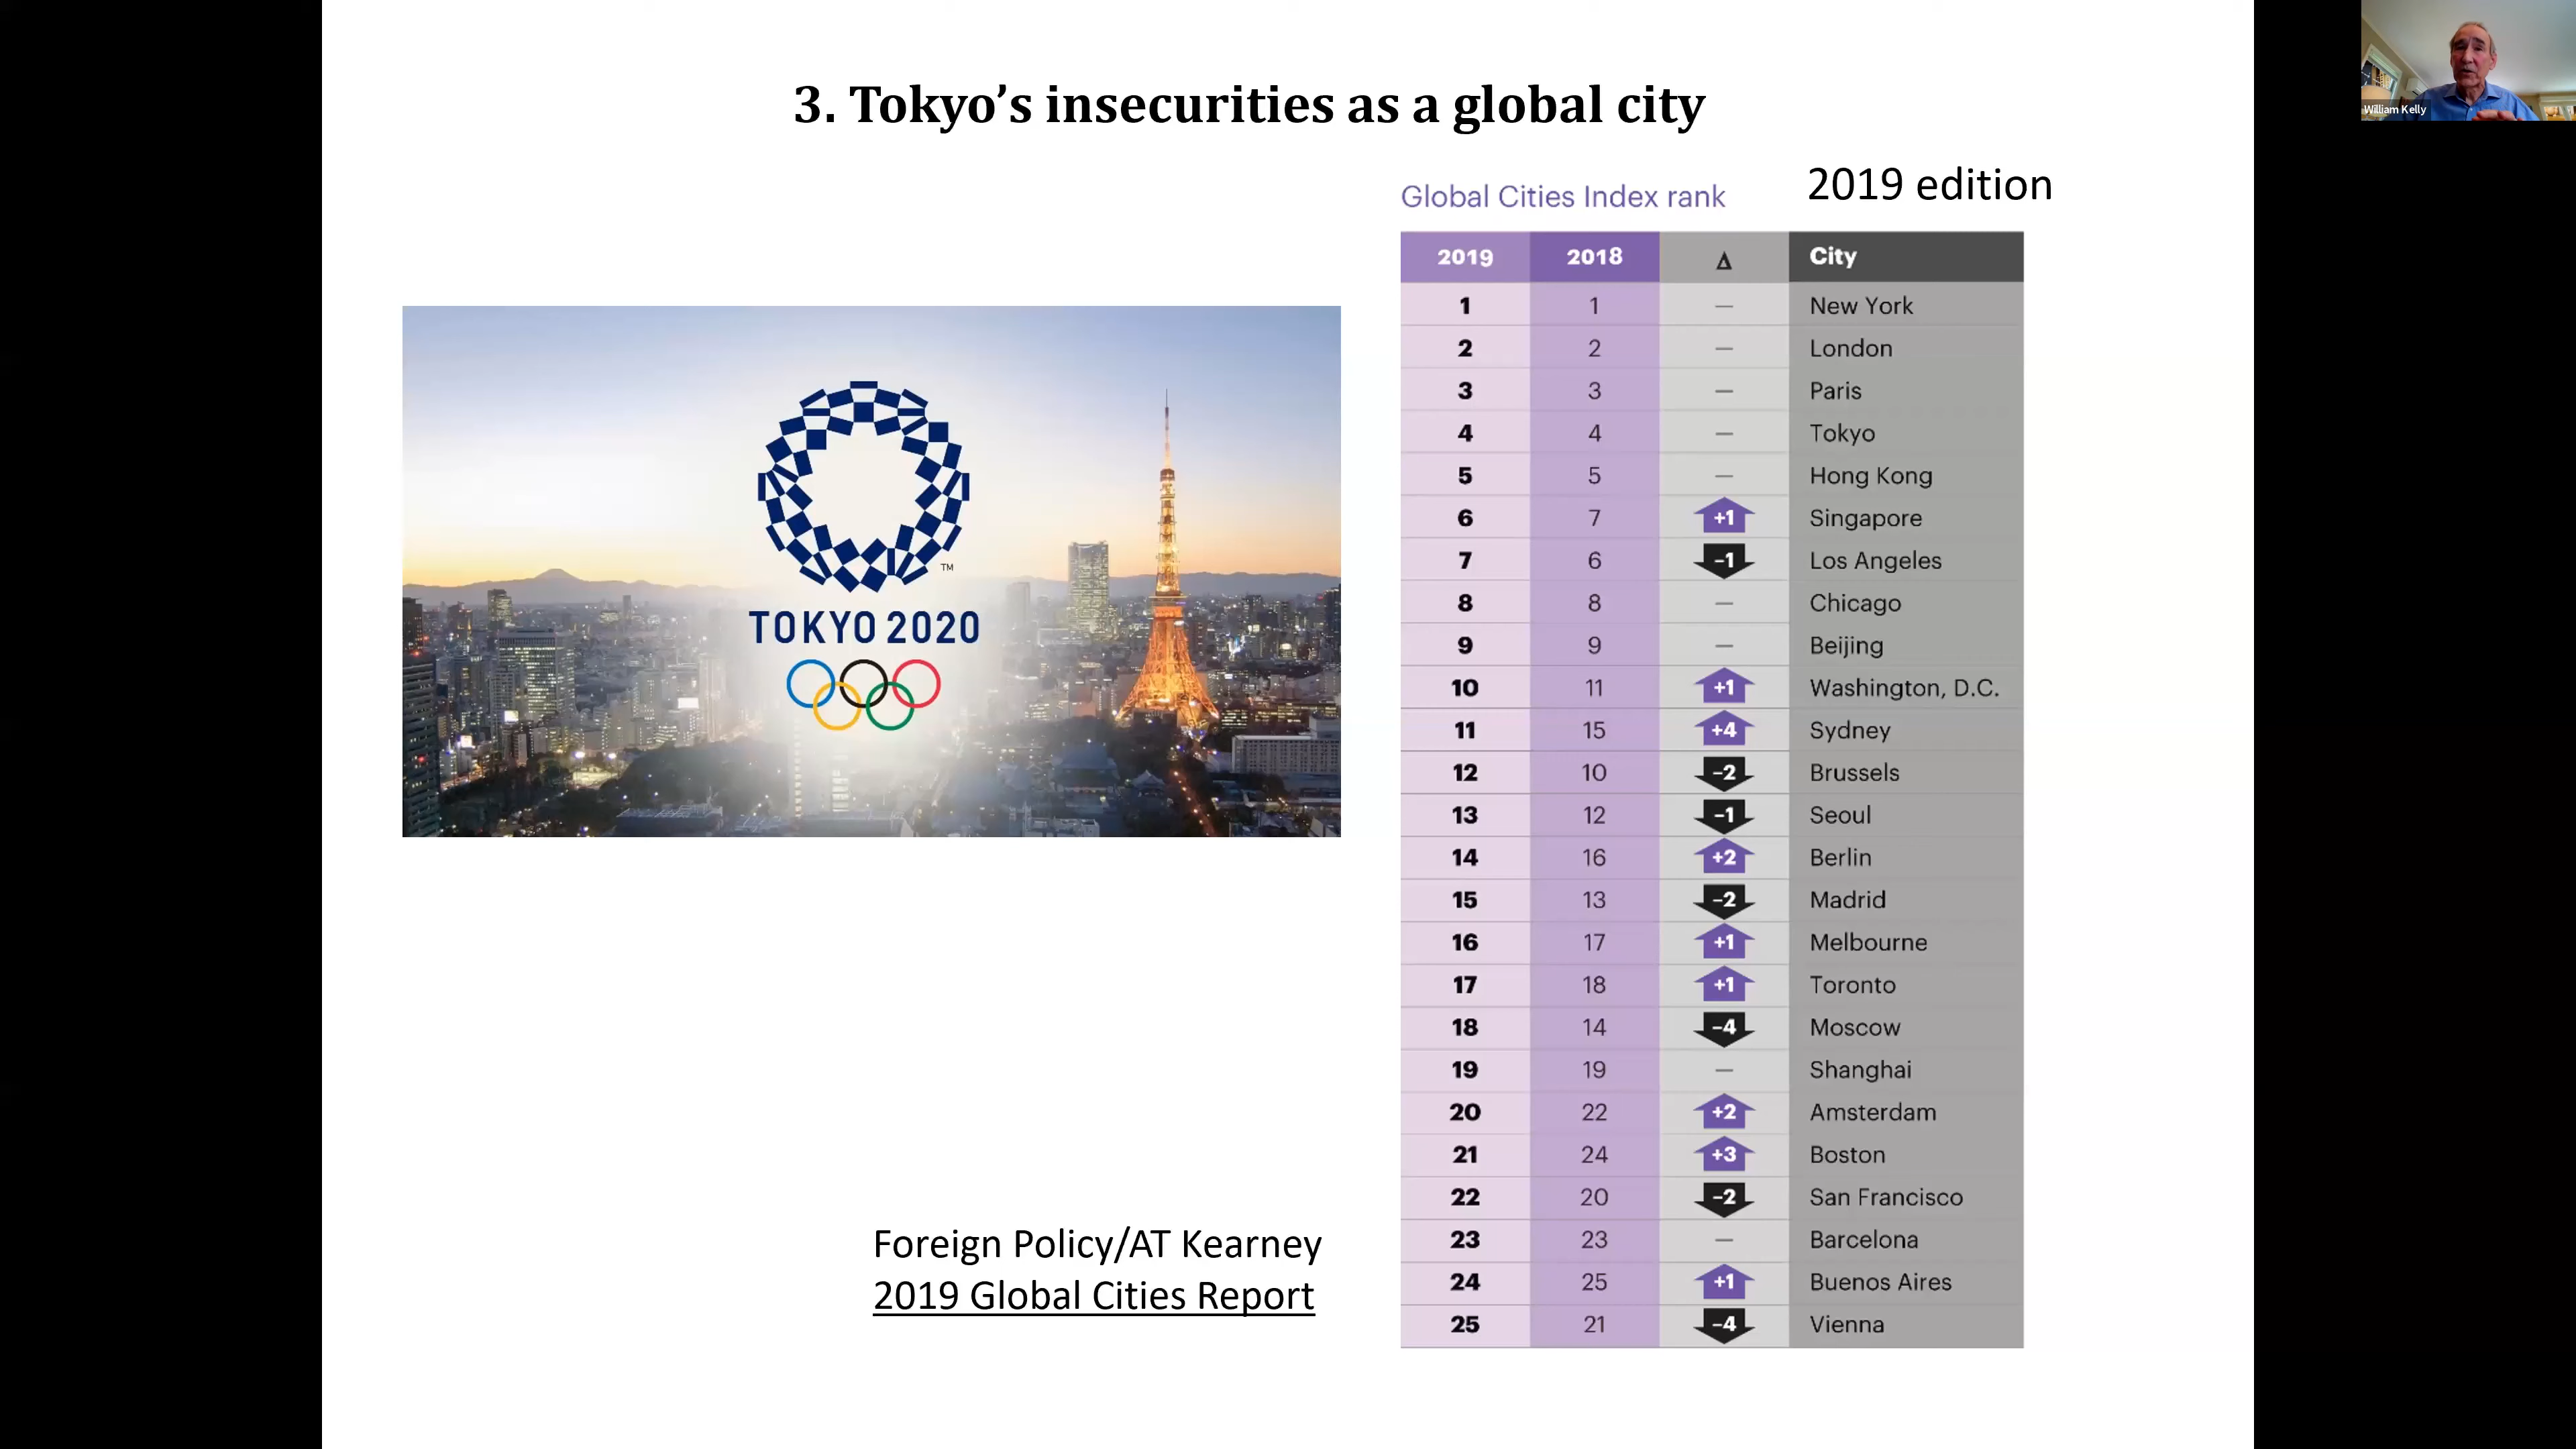 3. Tokyo’s insecurities as a global city
William Kelly
Global Cities Index rank
2019 edition
2019 2018 Δ City
1 1 — New York
2 2 — London
3 3 — Paris
4 4 — Tokyo
5 5 — Hong Kong
6 7 +1 Singapore
7 6 –1 Los Angeles
8 8 — Chicago
9 9 — Beijing
10 11 +1 Washington, D.C.
11 15 +4 Sydney
12 10 –2 Brussels
13 12 –1 Seoul
14 16 +2 Berlin
15 13 –2 Madrid
16 17 +1 Melbourne
17 18 +1 Toronto
18 14 –4 Moscow
19 19 — Shanghai
20 22 +2 Amsterdam
21 24 +3 Boston
22 20 –2 San Francisco
23 23 — Barcelona
24 25 +1 Buenos Aires
25 21 –4 Vienna
TM
TOKYO 2020
Foreign Policy/AT Kearney
2019 Global Cities Report